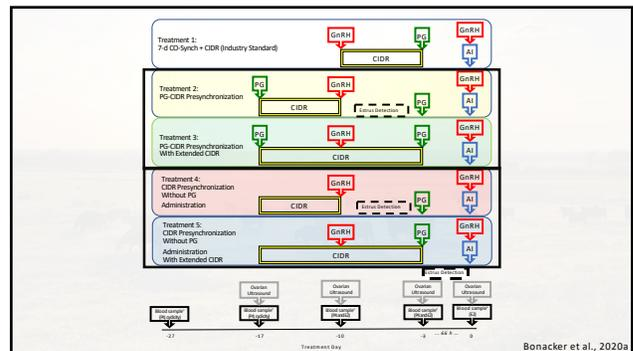 Treatment 1:
7-d CO-Synch + CIDR (Industry Standard)
GnRH
PG
GnRH
CIDR
AI
Treatment 2:
PG-CIDR Presynchronization
PG
GnRH
GnRH
CIDR
Estrus Detection
PG
AI
Treatment 3:
PG-CIDR Presynchronization
With Extended CIDR
PG
GnRH
PG
GnRH
CIDR
AI
Treatment 4:
CIDR Presynchronization
Without PG
Administration
GnRH
GnRH
CIDR
Estrus Detection
PG
AI
Treatment 5:
CIDR Presynchronization
Without PG
Administration
With Extended CIDR
GnRH
PG
GnRH
CIDR
AI
Estrus Detection
Ovarian
Ultrasound
Ovarian
Ultrasound
Ovarian
Ultrasound
Ovarian
Ultrasound
Blood sample
Blood sample
Blood sample
Blood sample
Blood sample
-27
-17
-10
-3
0
Treatment Day
Bonacker et al., 2020a